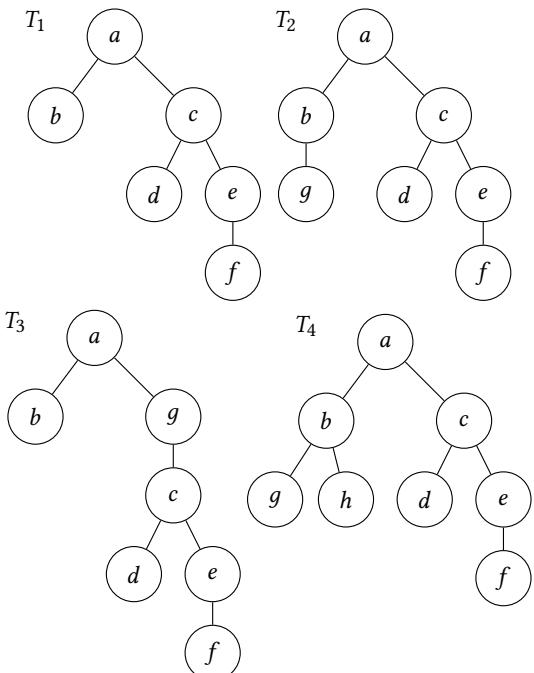 T₁ a T₂ a
b c b c
d e g d e
f f
T₃ a T₄ a
b g b c
c g h d e
d e f
f